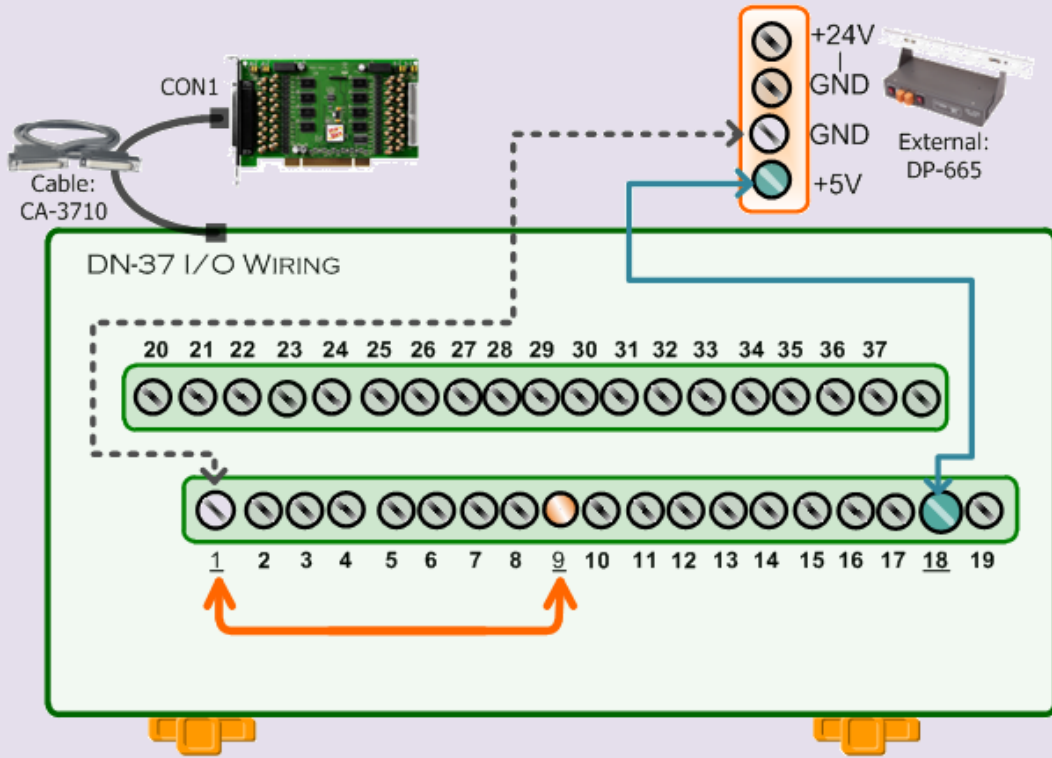 +24V
GND
GND
+5V
External:
DP-665
CON1
Cable:
CA-3710
DN-37 I/O WIRING
20 21 22 23 24 25 26 27 28 29 30 31 32 33 34 35 36 37
1 2 3 4 5 6 7 8 9 10 11 12 13 14 15 16 17 18 19